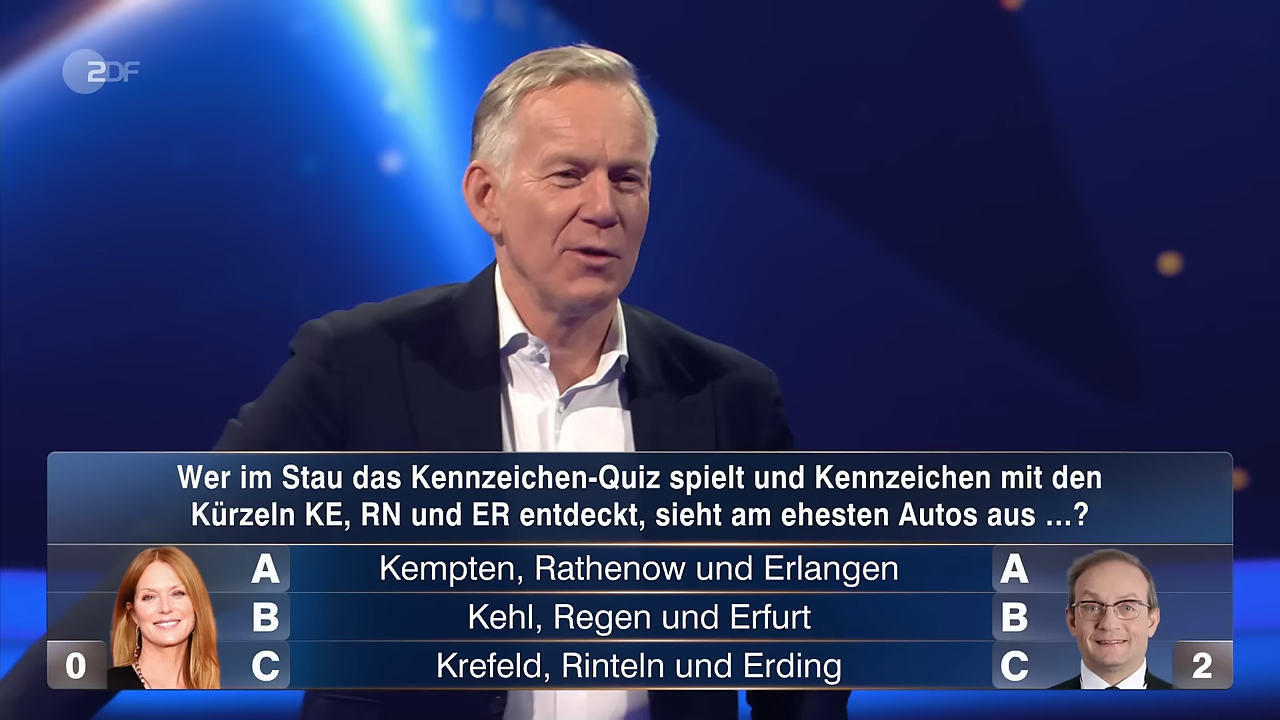 ZDF
Wer im Stau das Kennzeichen-Quiz spielt und Kennzeichen mit den
Kürzeln KE, RN und ER entdeckt, sieht am ehesten Autos aus ...?
A Kempten, Rathenow und Erlangen A
B Kehl, Regen und Erfurt B
0 C Krefeld, Rinteln und Erding C 2